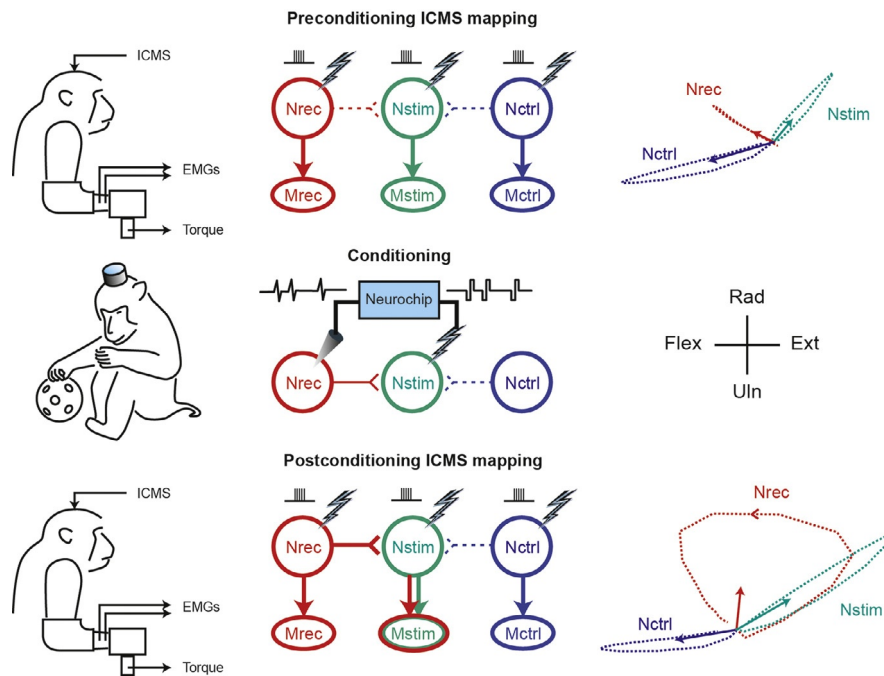 Preconditioning ICMS mapping
ICMS
Nrec
Nstim
Nctrl
Mrec
Mstim
Mctrl
EMGs
Torque
Nrec
Nstim
Nctrl
Conditioning
Neurochip
Nrec
Nstim
Nctrl
Rad
Flex
Ext
Uln
Postconditioning ICMS mapping
ICMS
Nrec
Nstim
Nctrl
Mrec
Mstim
Mctrl
EMGs
Torque
Nrec
Nstim
Nctrl